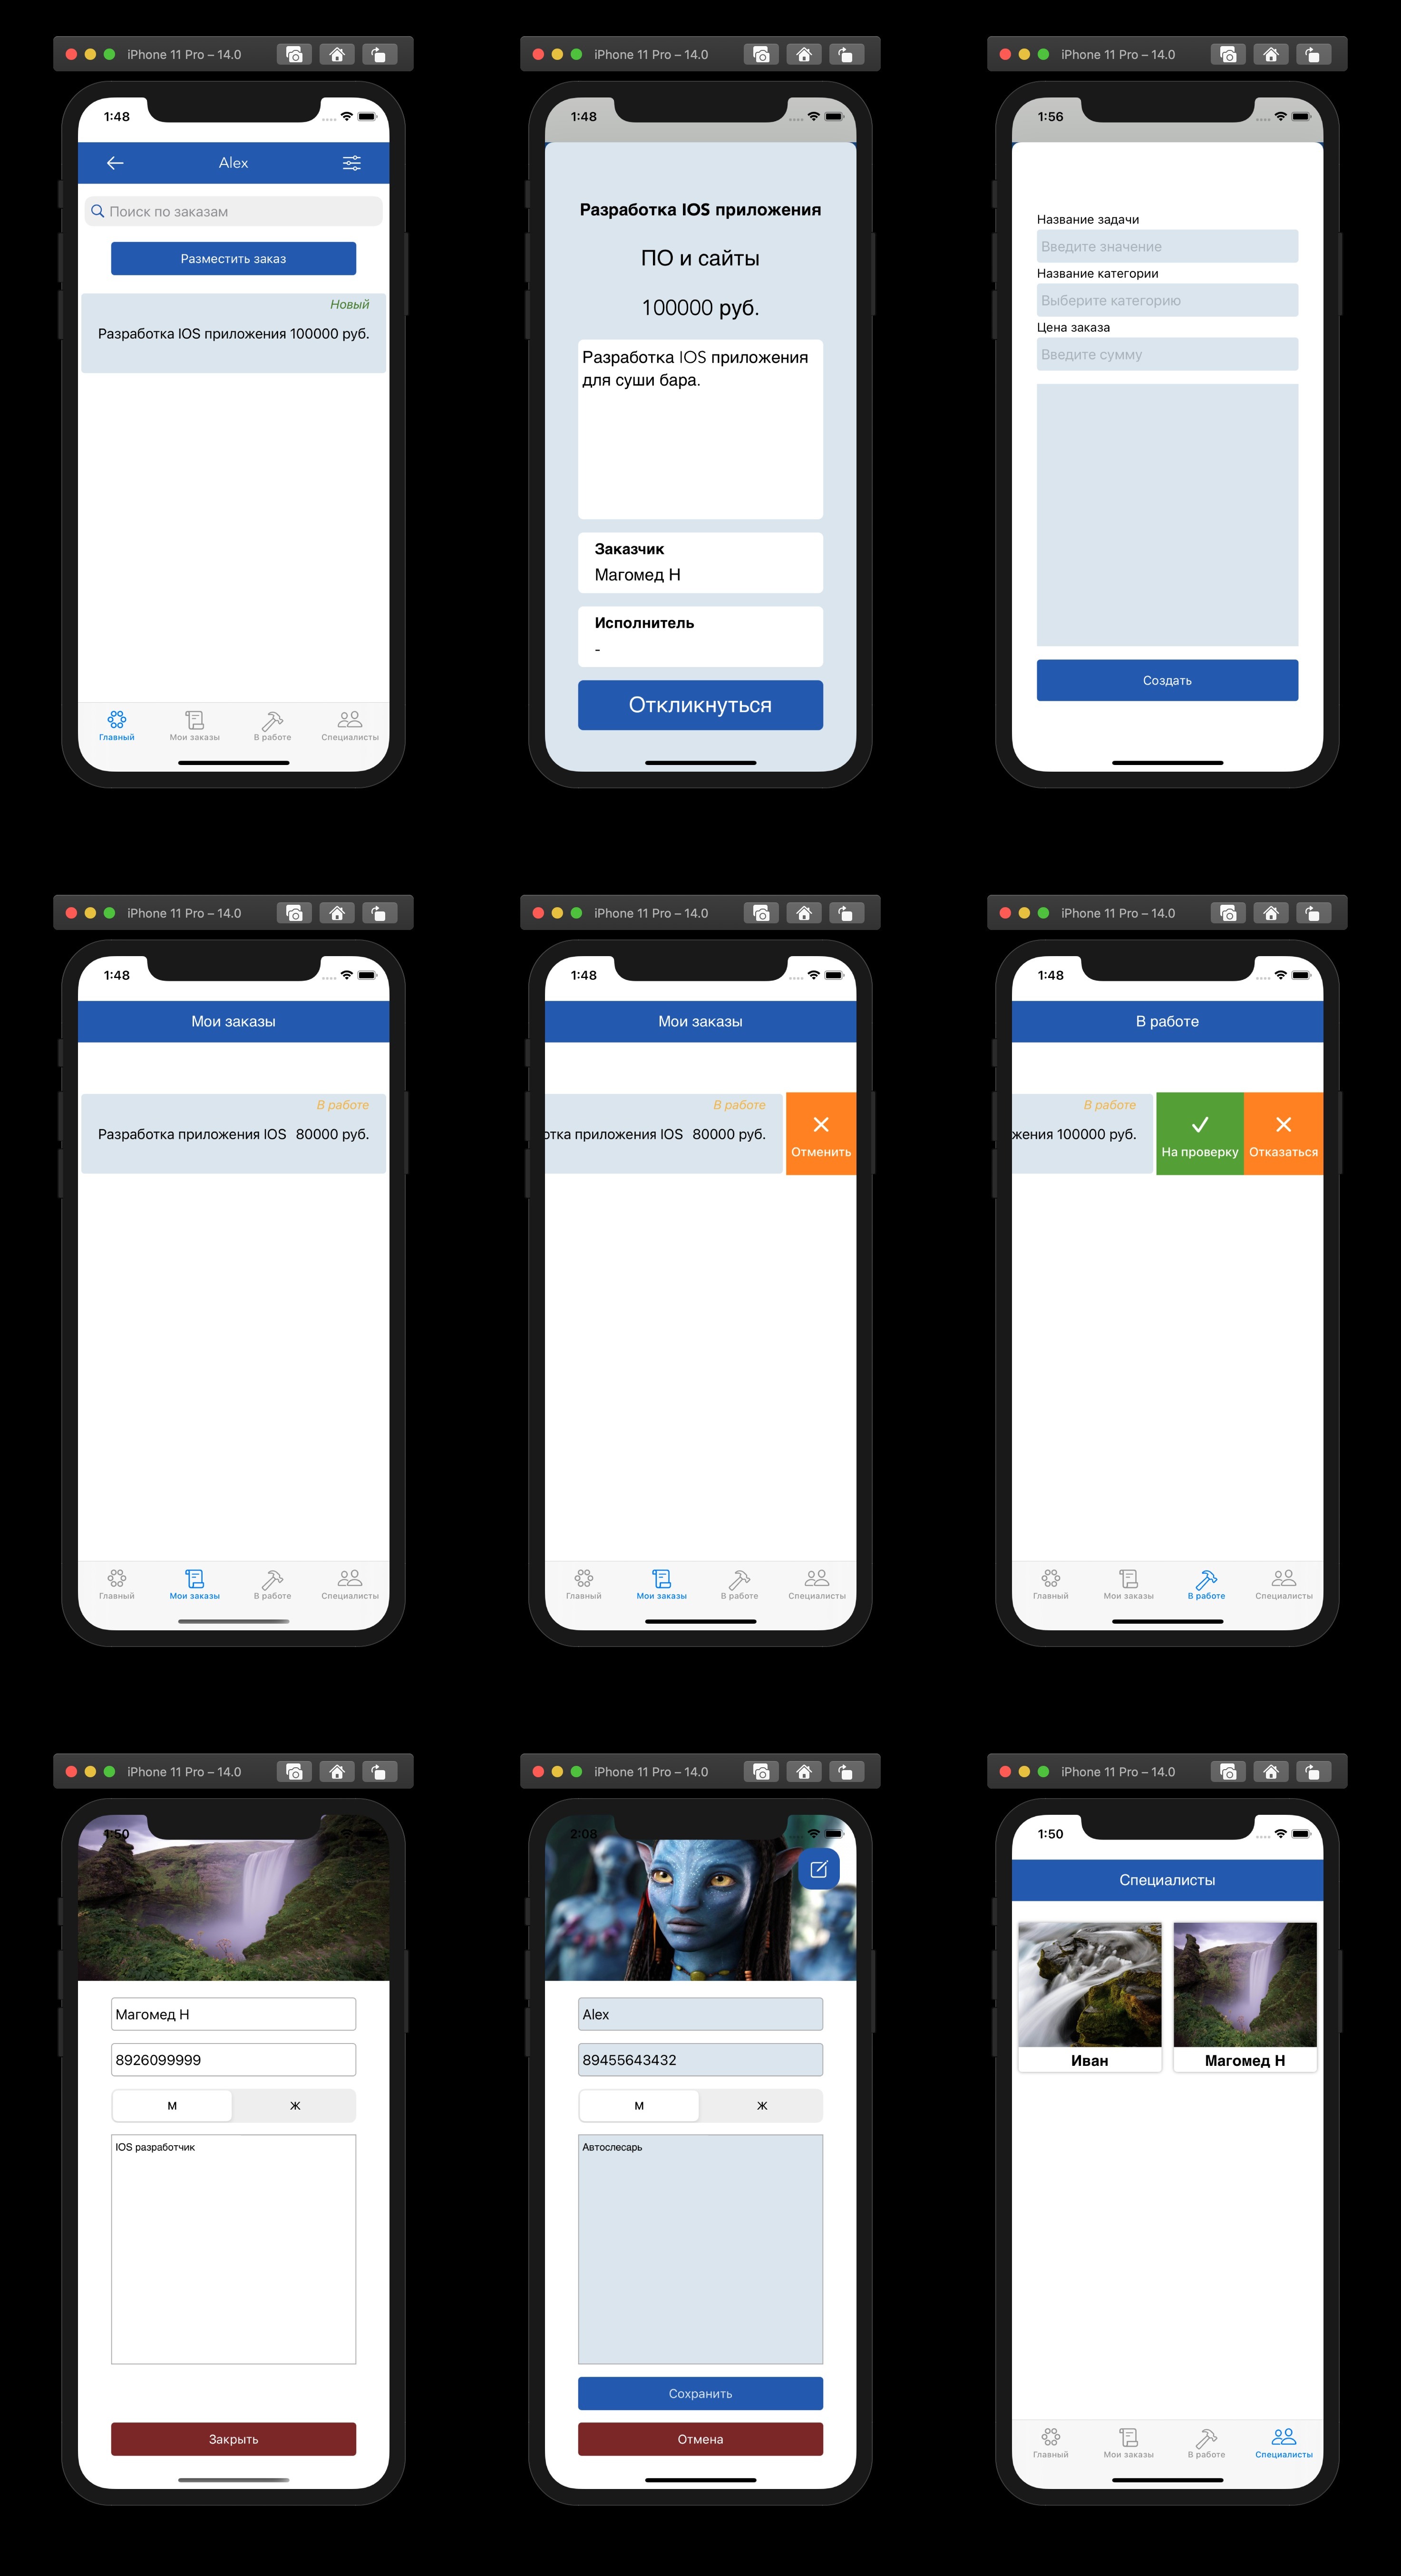 iPhone 11 Pro – 14.0
1:48
Alex
Поиск по заказам
Разместить заказ
Новый
Разработка IOS приложения 100000 руб.
Главный
Мои заказы
В работе
Специалисты
iPhone 11 Pro – 14.0
1:48
Разработка IOS приложения
ПО и сайты
100000 руб.
Разработка IOS приложения
для суши бара.
Заказчик
Магомед Н
Исполнитель
-
Откликнуться
iPhone 11 Pro – 14.0
1:56
Название задачи
Введите значение
Название категории
Выберите категорию
Цена заказа
Введите сумму
Создать
iPhone 11 Pro – 14.0
1:48
Мои заказы
В работе
Разработка приложения IOS 80000 руб.
Главный
Мои заказы
В работе
Специалисты
iPhone 11 Pro – 14.0
1:48
Мои заказы
В работе
отка приложения IOS 80000 руб.
Отменить
Главный
Мои заказы
В работе
Специалисты
iPhone 11 Pro – 14.0
1:48
В работе
В работе
жения 100000 руб.
На проверку
Отказаться
Главный
Мои заказы
В работе
Специалисты
iPhone 11 Pro – 14.0
1:50
Магомед Н
8926099999
м
ж
IOS разработчик
Закрыть
iPhone 11 Pro – 14.0
2:08
Alex
89455643432
м
ж
Автослесарь
Сохранить
Отмена
iPhone 11 Pro – 14.0
1:50
Специалисты
Иван
Магомед Н
Главный
Мои заказы
В работе
Специалисты